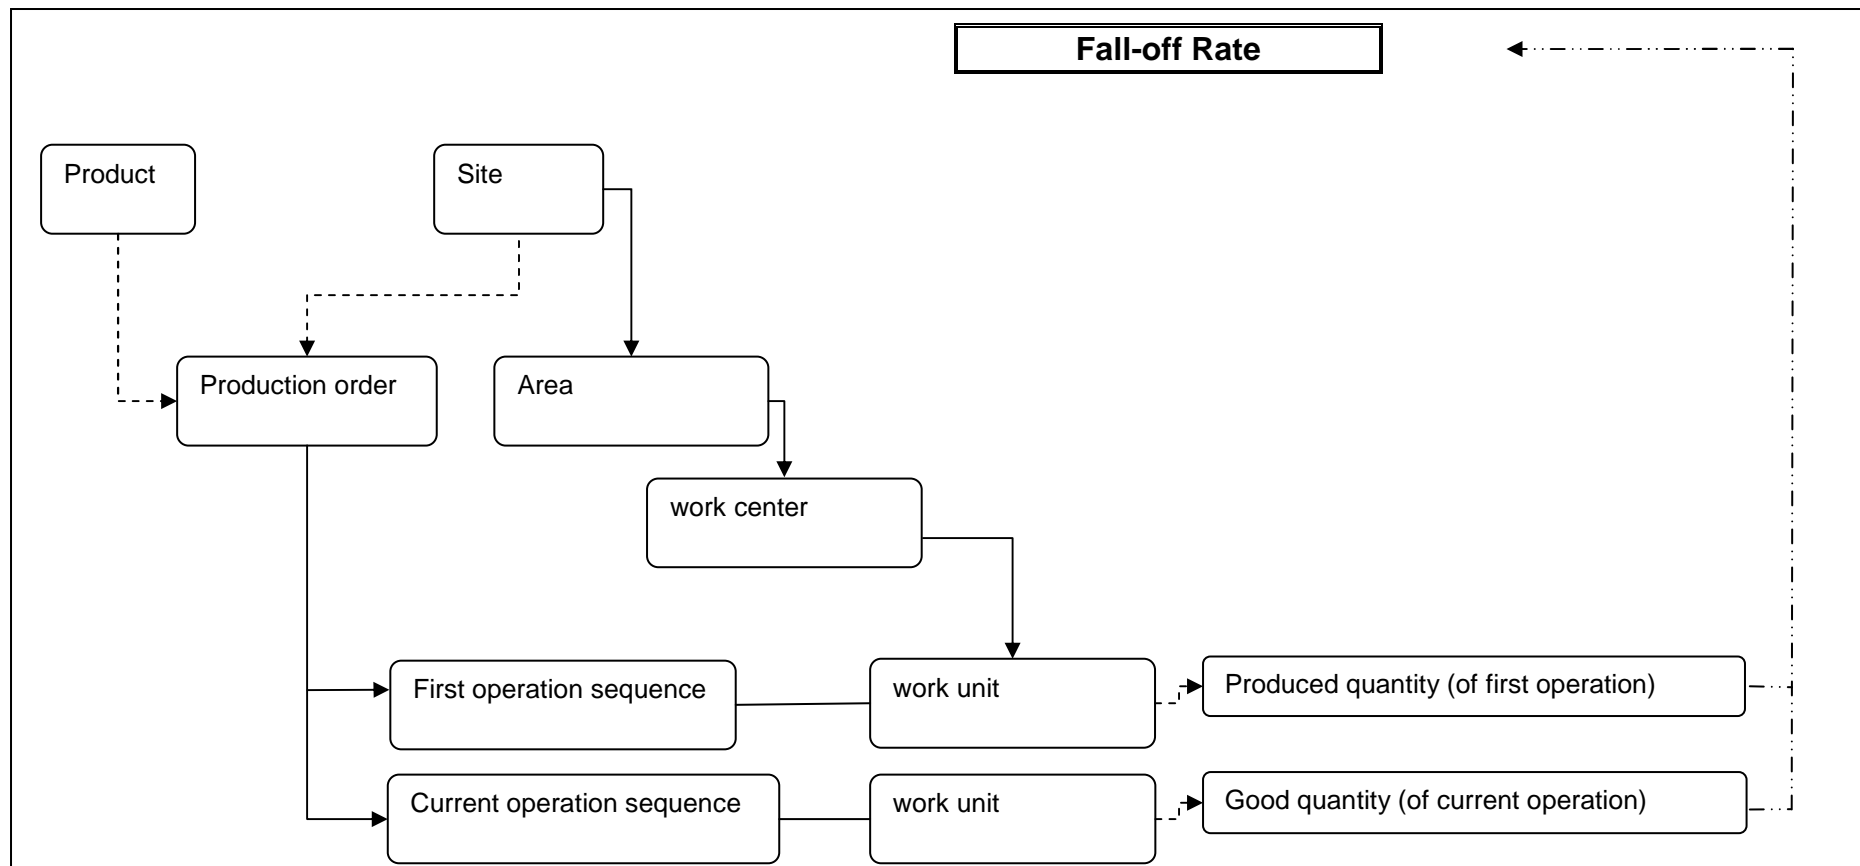 Fall-off Rate
Product
Site
Production order
Area
work center
First operation sequence
work unit
Produced quantity (of first operation)
Current operation sequence
work unit
Good quantity (of current operation)